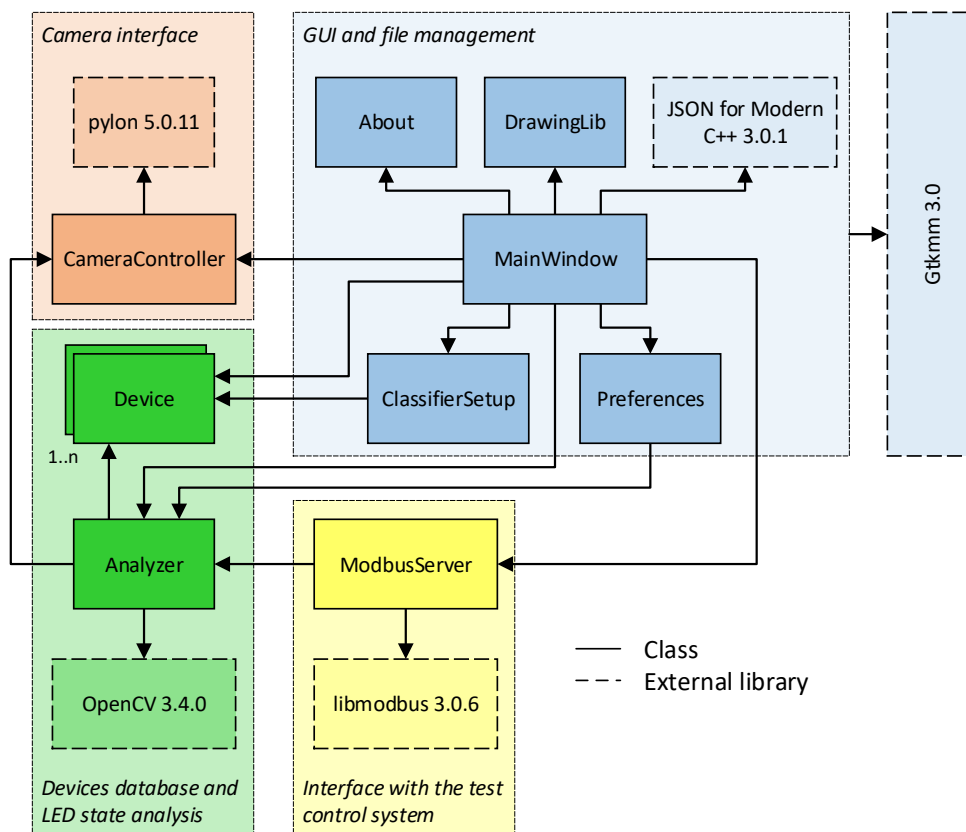 Camera interface
GUI and file management
pylon 5.0.11
About
DrawingLib
JSON for Modern
C++ 3.0.1
Gtkmm 3.0
CameraController
MainWindow
Device
ClassifierSetup
Preferences
1..n
Analyzer
ModbusServer
Class
External library
OpenCV 3.4.0
libmodbus 3.0.6
Devices database and
LED state analysis
Interface with the test
control system